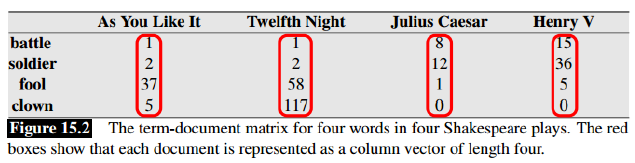 As You Like It Twelfth Night Julius Caesar Henry V
battle 1 1 8 15
soldier 2 2 12 36
fool 37 58 1 5
clown 5 117 0 0
Figure 15.2 The term-document matrix for four words in four Shakespeare plays. The red
boxes show that each document is represented as a column vector of length four.